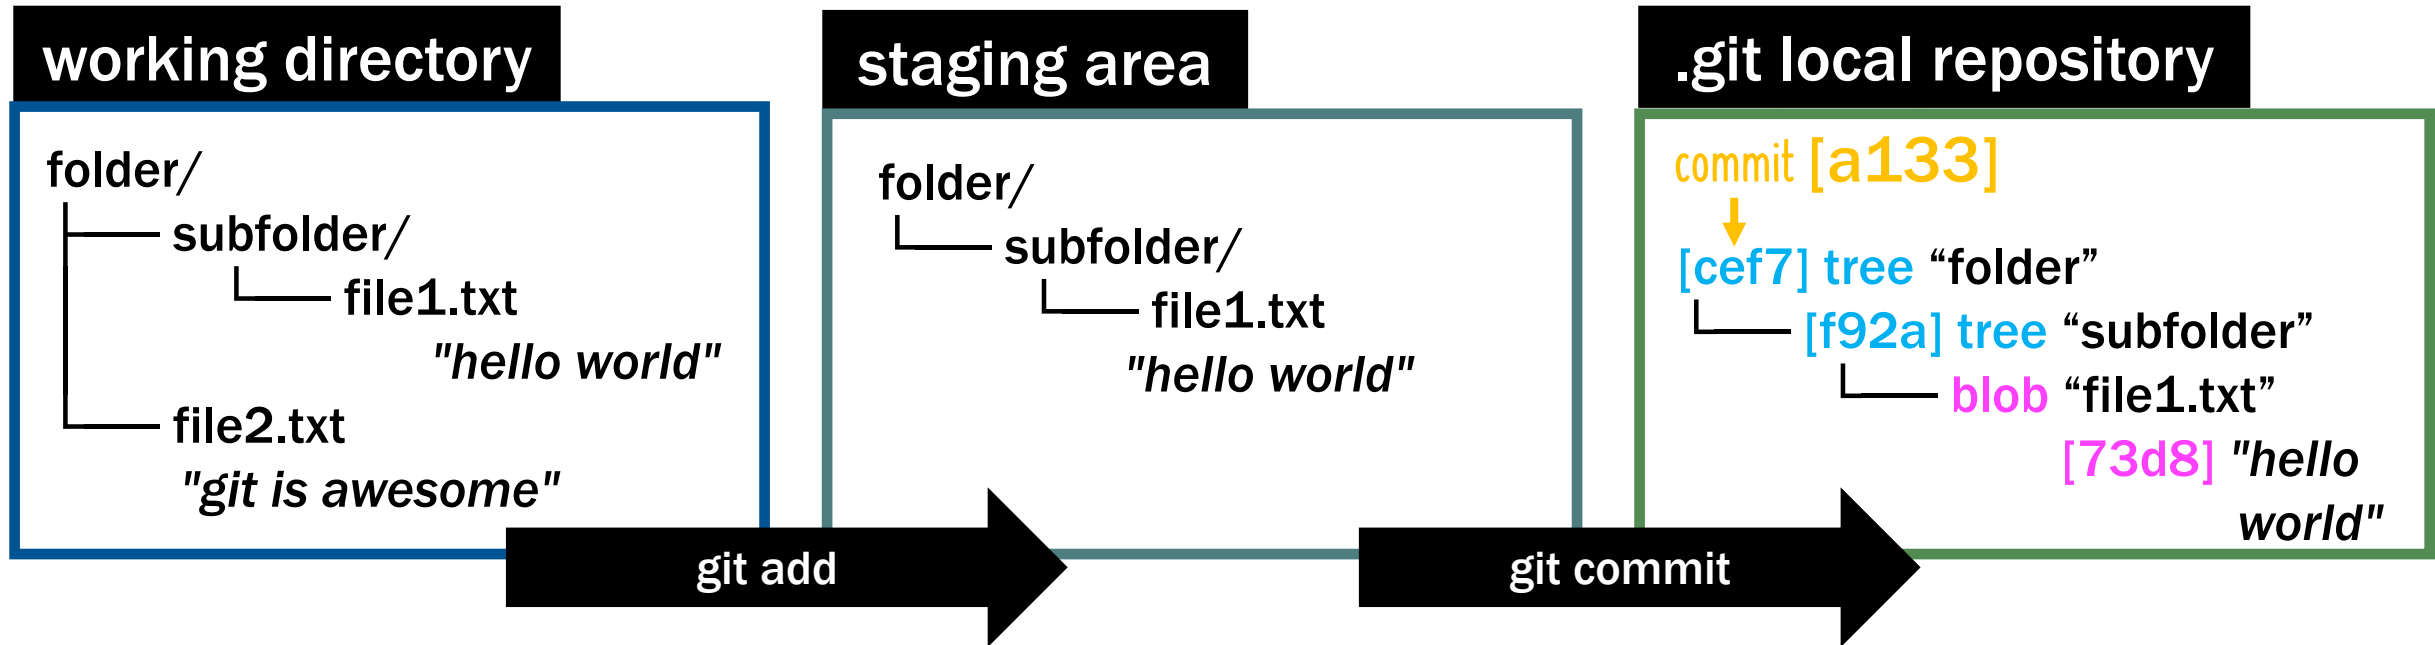 working directory
folder/
subfolder/
file1.txt
"hello world"
file2.txt
"git is awesome"
git add
staging area
folder/
subfolder/
file1.txt
"hello world"
git commit
.git local repository
commit [a133]
[cef7] tree “folder”
[f92a] tree “subfolder”
blob “file1.txt”
[73d8] "hello
world"